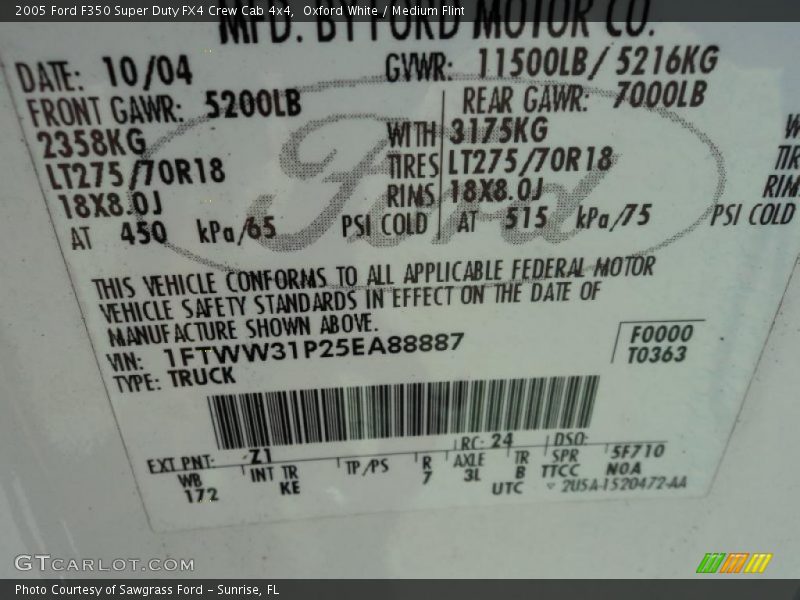 2005 Ford F350 Super Duty FX4 Crew Cab 4x4,  Oxford White / Medium Flint
MFD. BY FORD MOTOR CO.
DATE: 10/04 GVWR: 11500LB/ 5216KG
FRONT GAWR: 5200LB REAR GAWR: 7000LB
2358KG WITH 3175KG W
LT275/70R18 TIRES LT275/70R18 TIR
18X8.0J RIMS 18X8.0J RIM
AT 450 kPa/65 PSI COLD AT 515 kPa/75 PSI COLD
Ford
THIS VEHICLE CONFORMS TO ALL APPLICABLE FEDERAL MOTOR
VEHICLE SAFETY STANDARDS IN EFFECT ON THE DATE OF
MANUFACTURE SHOWN ABOVE.
VIN: 1FTWW31P25EA88887 F0000
TYPE: TRUCK T0363
EXT PNT: Z1 RC: 24 DSO:
WB INT TR TP/PS R AXLE TR SPR 5F710
172 KE 7 3L B TTCC N0A
UTC ▽ 2U5A-1520472-AA
GTCARLOT.COM
Photo Courtesy of Sawgrass Ford - Sunrise, FL